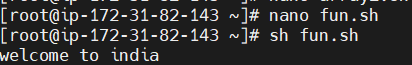 [root@ip-172-31-82-143 ~]# nano fun.sh
[root@ip-172-31-82-143 ~]# sh fun.sh
welcome to india